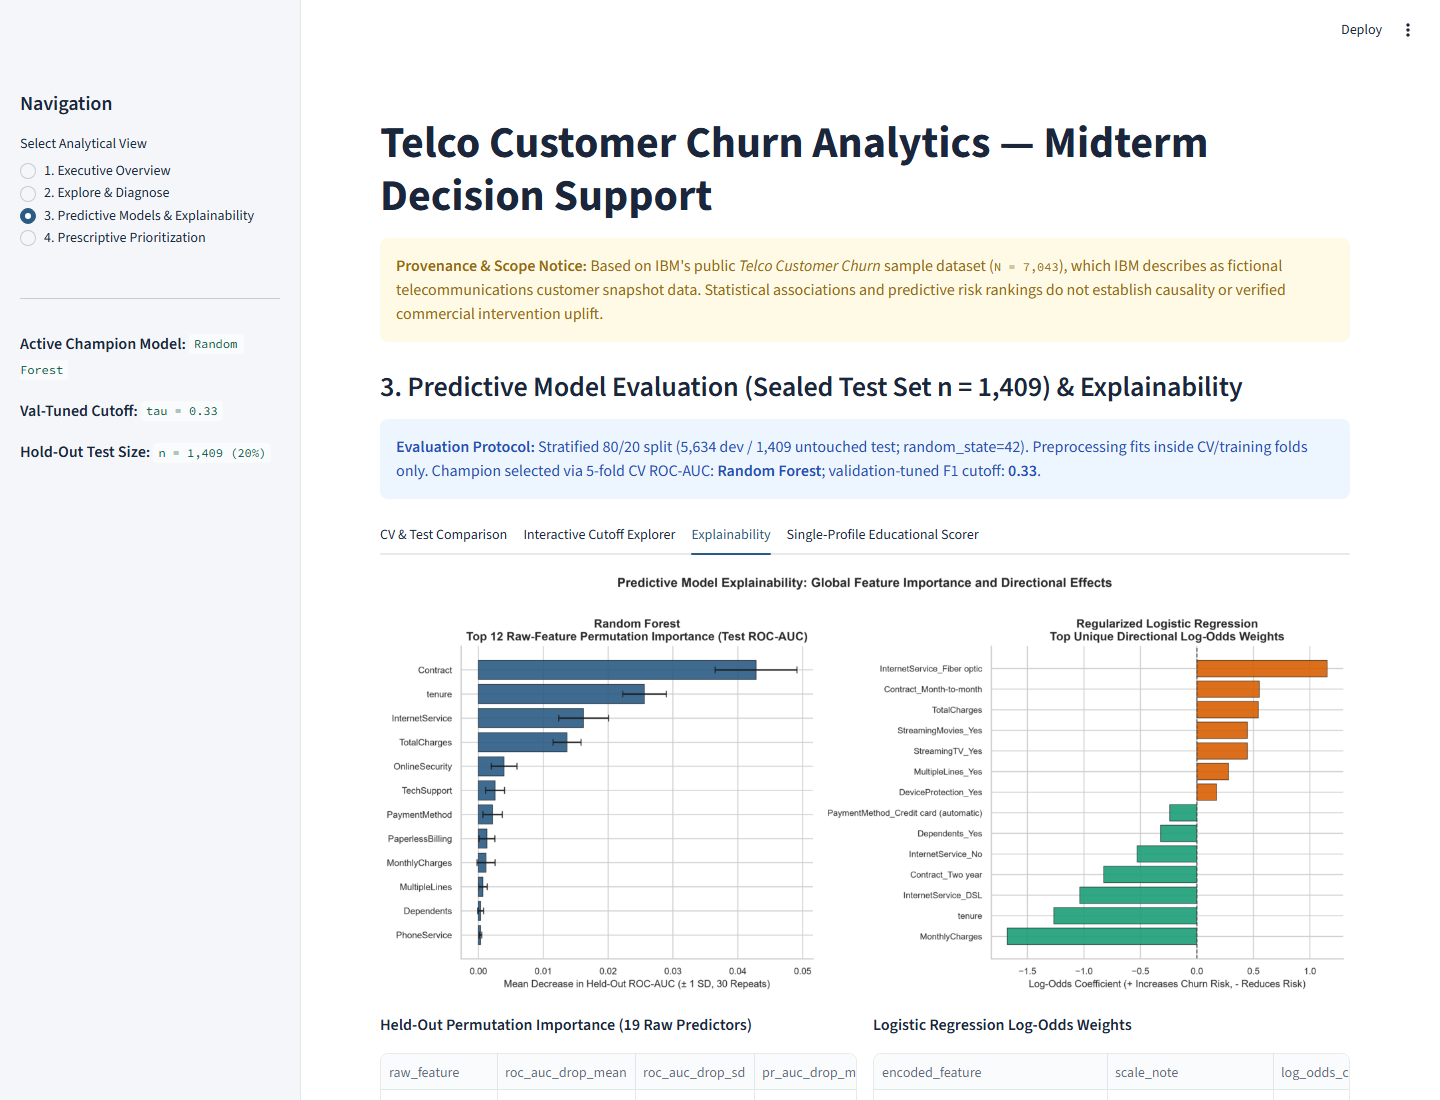 Deploy
Navigation
Select Analytical View
1. Executive Overview
2. Explore & Diagnose
3. Predictive Models & Explainability
4. Prescriptive Prioritization
Active Champion Model: Random
Forest
Val-Tuned Cutoff: tau = 0.33
Hold-Out Test Size: n = 1,409 (20%)
Telco Customer Churn Analytics — Midterm
Decision Support
Provenance & Scope Notice: Based on IBM's public Telco Customer Churn sample dataset (N = 7,043), which IBM describes as fictional
telecommunications customer snapshot data. Statistical associations and predictive risk rankings do not establish causality or verified
commercial intervention uplift.
3. Predictive Model Evaluation (Sealed Test Set n = 1,409) & Explainability
Evaluation Protocol: Stratified 80/20 split (5,634 dev / 1,409 untouched test; random_state=42). Preprocessing fits inside CV/training folds
only. Champion selected via 5-fold CV ROC-AUC: Random Forest; validation-tuned F1 cutoff: 0.33.
CV & Test Comparison
Interactive Cutoff Explorer
Explainability
Single-Profile Educational Scorer
Predictive Model Explainability: Global Feature Importance and Directional Effects
Random Forest
Top 12 Raw-Feature Permutation Importance (Test ROC-AUC)
Contract
tenure
InternetService
TotalCharges
OnlineSecurity
TechSupport
PaymentMethod
PaperlessBilling
MonthlyCharges
MultipleLines
Dependents
PhoneService
0.00 0.01 0.02 0.03 0.04 0.05
Mean Decrease in Held-Out ROC-AUC (± 1 SD, 30 Repeats)
Regularized Logistic Regression
Top Unique Directional Log-Odds Weights
InternetService_Fiber optic
Contract_Month-to-month
TotalCharges
StreamingMovies_Yes
StreamingTV_Yes
MultipleLines_Yes
DeviceProtection_Yes
PaymentMethod_Credit card (automatic)
Dependents_Yes
InternetService_No
Contract_Two year
InternetService_DSL
tenure
MonthlyCharges
−1.5 −1.0 −0.5 0.0 0.5 1.0
Log-Odds Coefficient (+ Increases Churn Risk, - Reduces Risk)
Held-Out Permutation Importance (19 Raw Predictors)
raw_feature roc_auc_drop_mean roc_auc_drop_sd pr_auc_drop_m
Logistic Regression Log-Odds Weights
encoded_feature scale_note log_odds_c